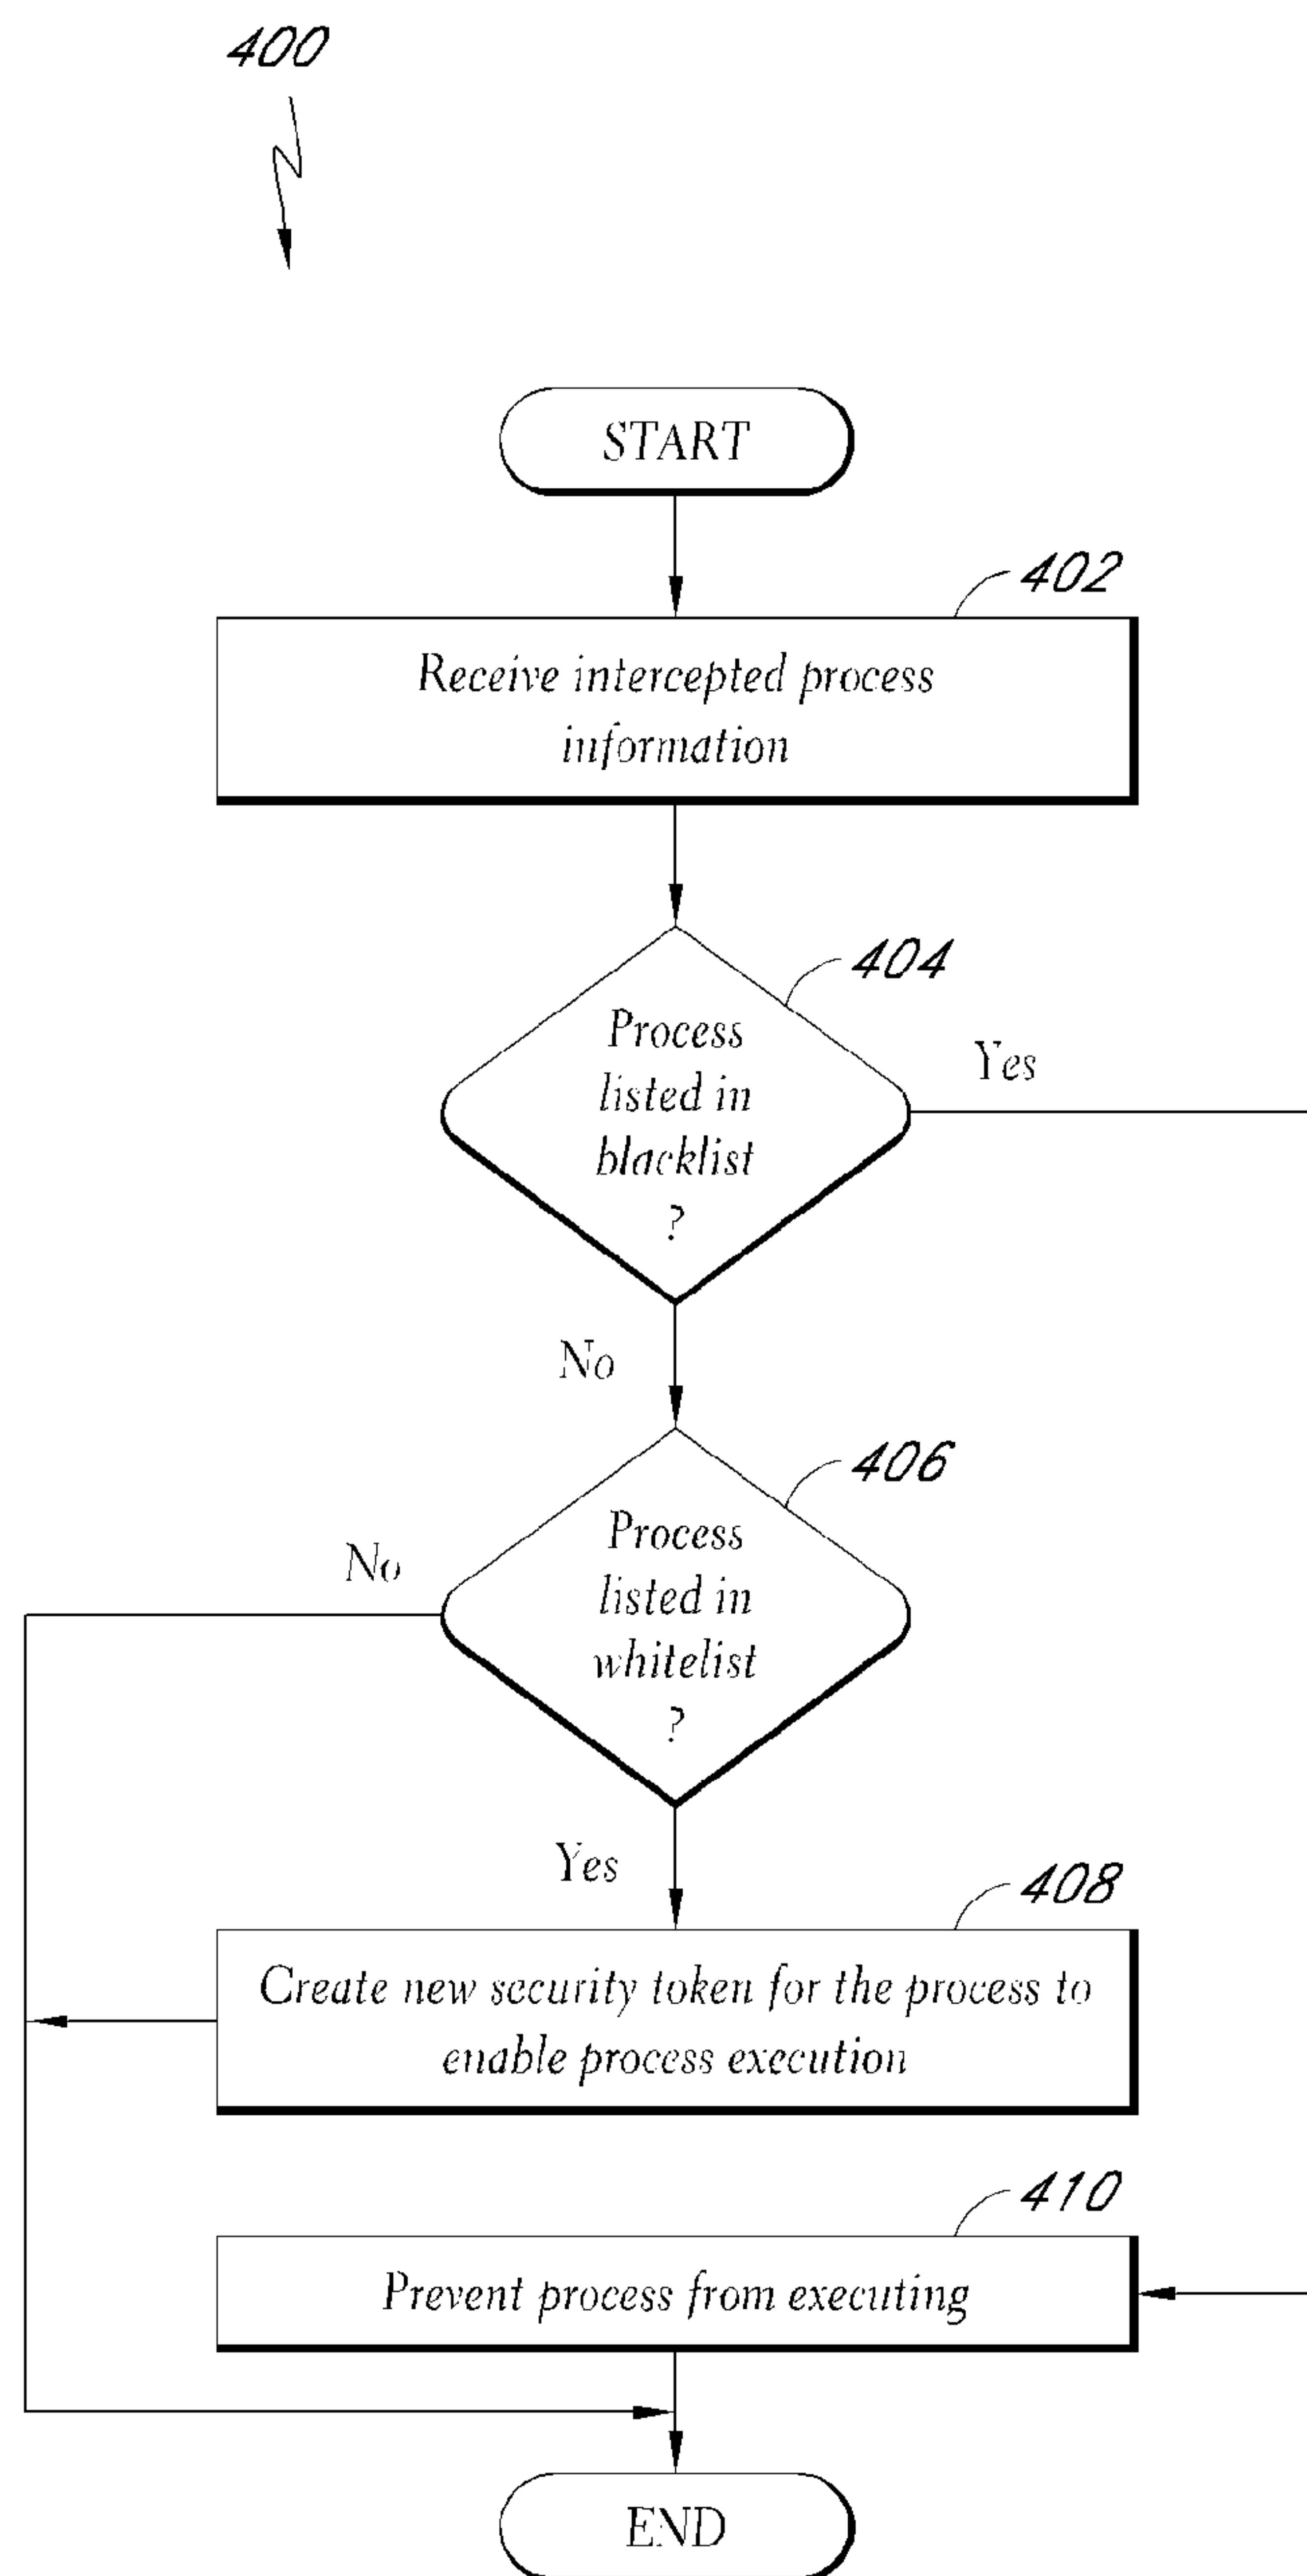 400
START
402
Receive intercepted process
information
404
Process
listed in
blacklist
?
Yes
No
406
Process
listed in
whitelist
?
No
Yes
408
Create new security token for the process to
enable process execution
410
Prevent process from executing
END